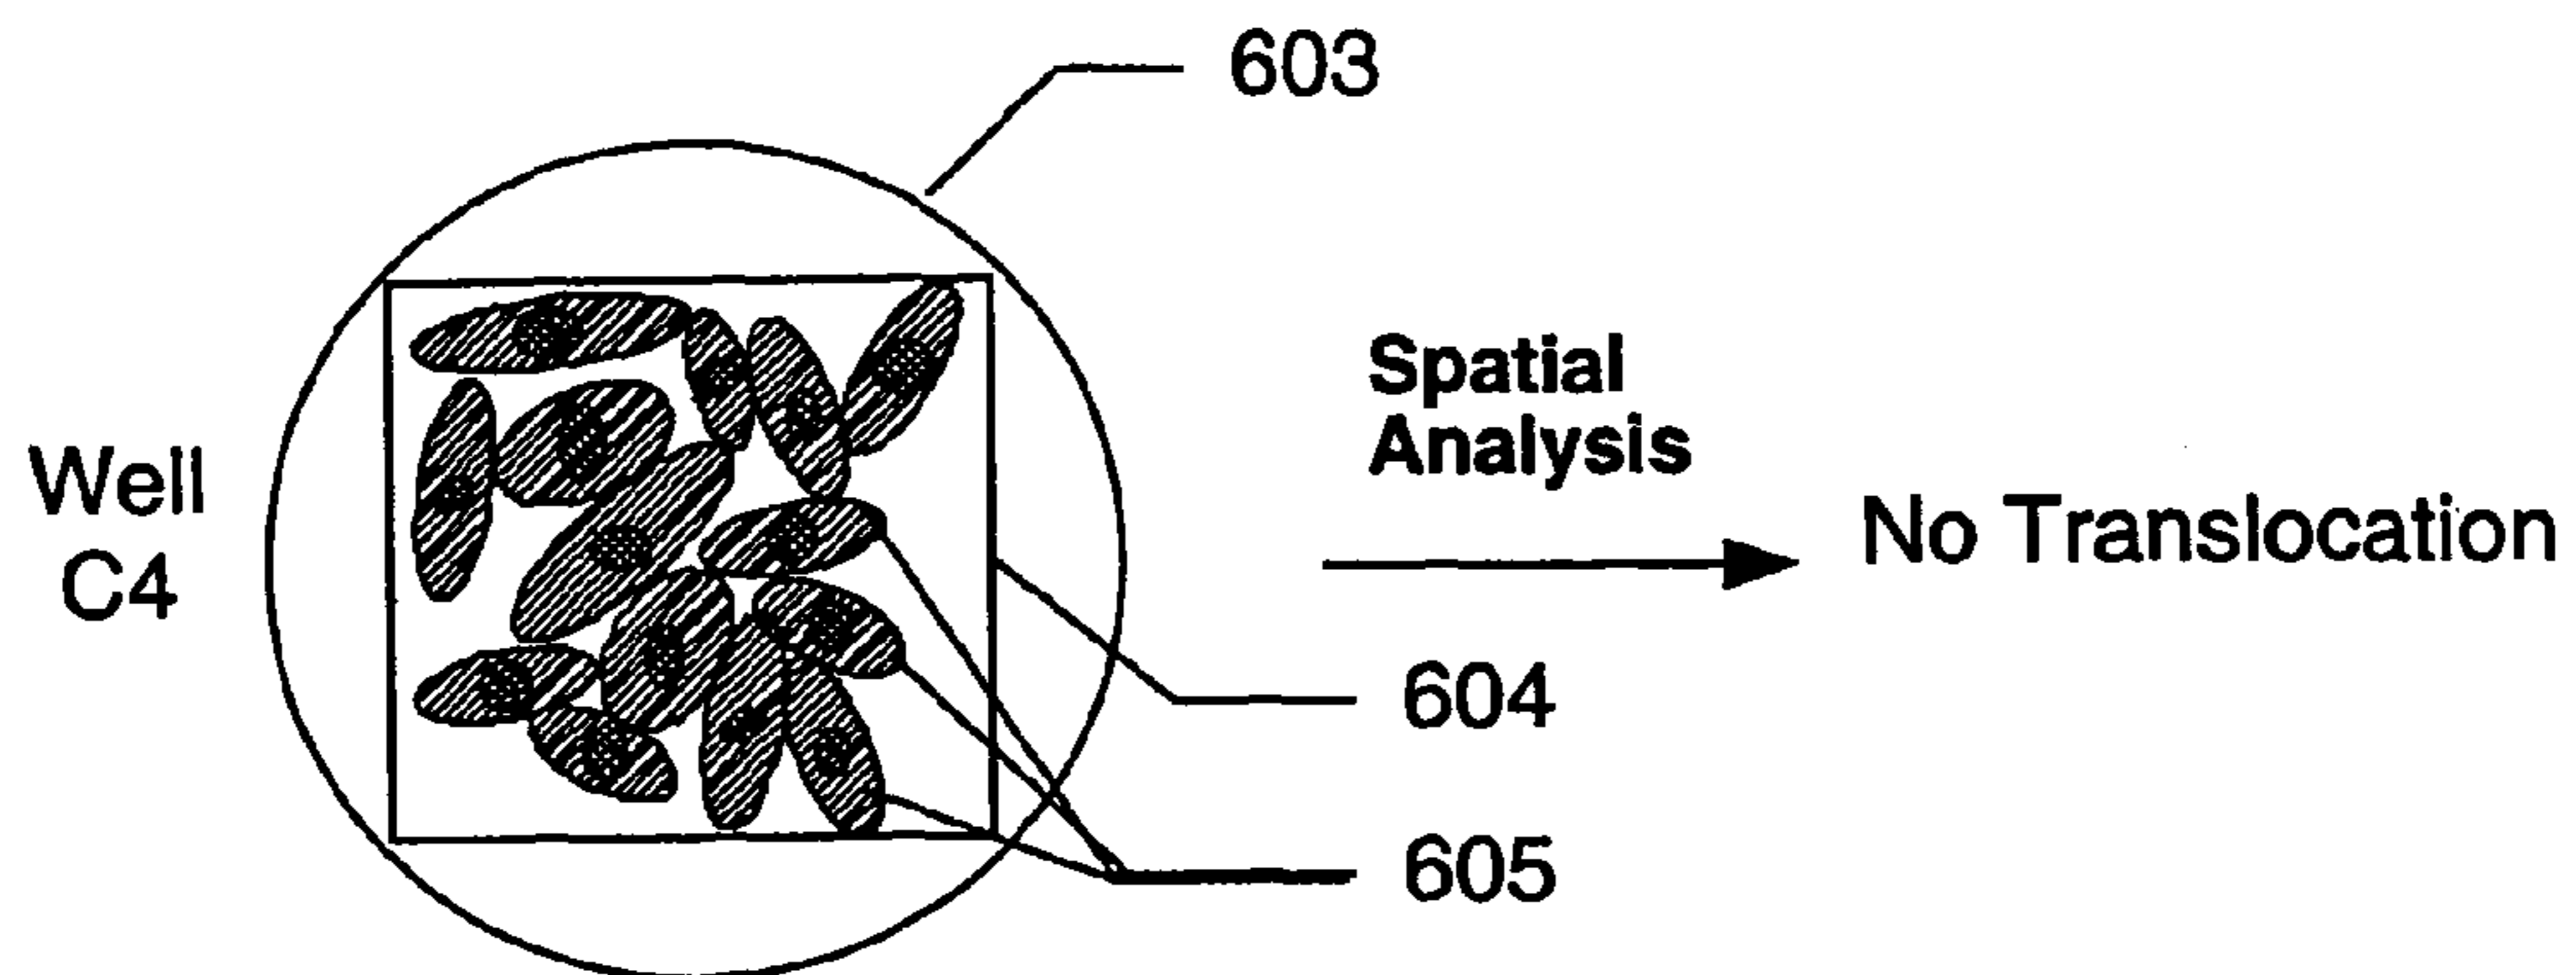 603
Well
C4
Spatial
Analysis
No Translocation
604
605